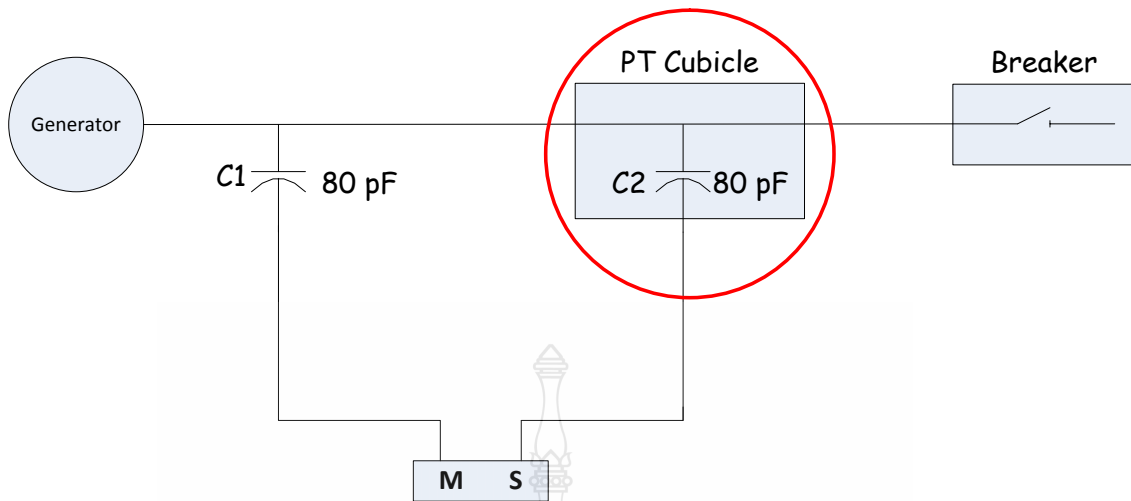 PT Cubicle
Breaker
Generator
C1
80 pF
C2
80 pF
M
S